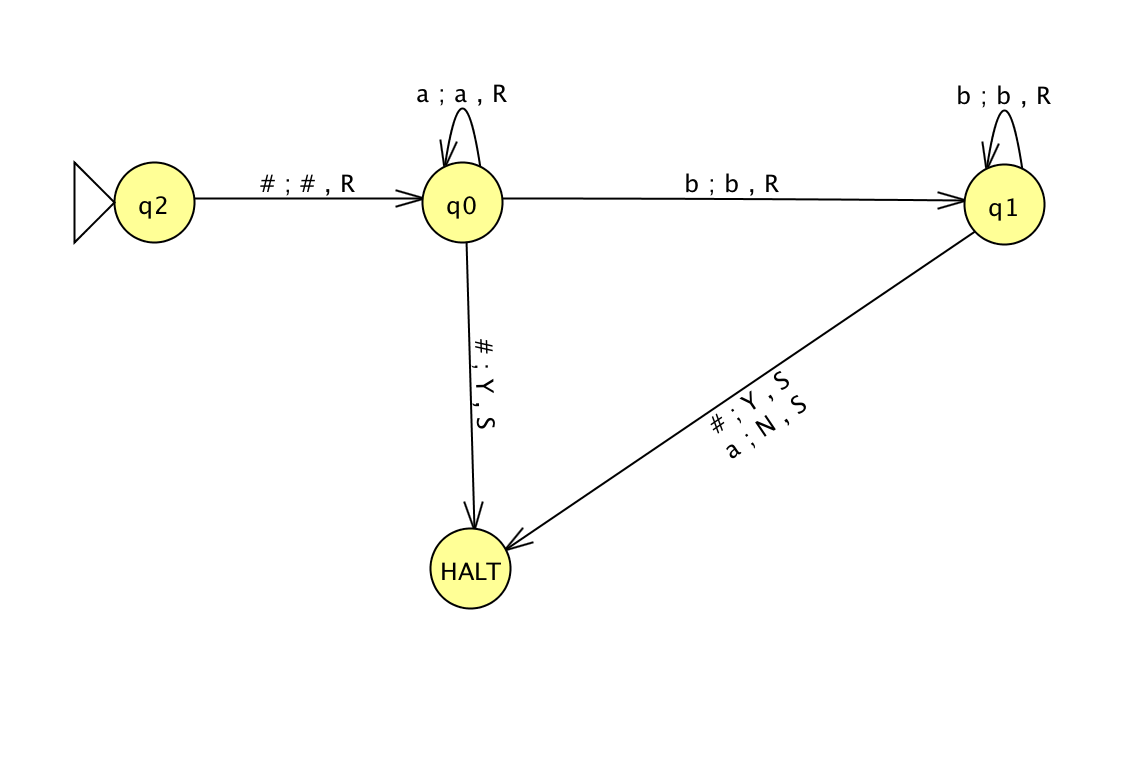 a ; a , R
b ; b , R
q2
# ; # , R
q0
b ; b , R
q1
# ; Y , S
# ; Y , S
a ; N , S
HALT